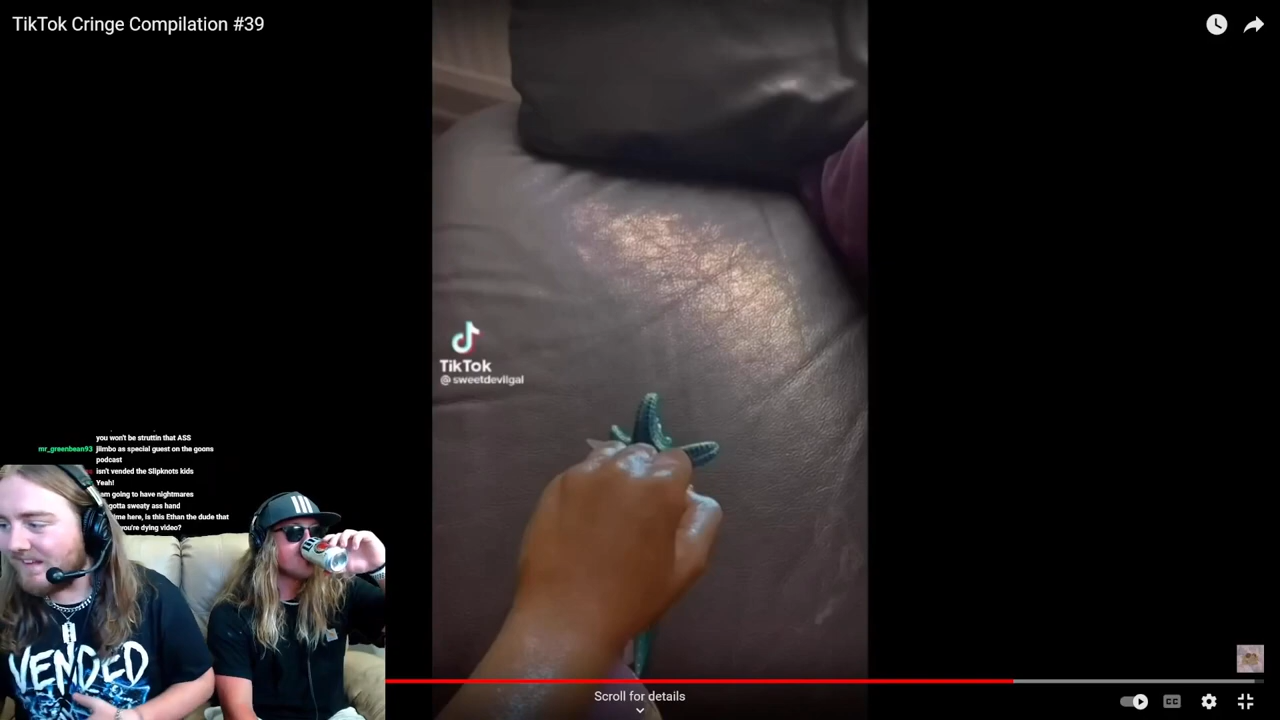 TikTok Cringe Compilation #39
TikTok
@sweetdevilgal
you won't be struttin that ASS
mr_greenbean93 jlimbo as special guest on the goons
podcast
isn't vended the Slipknots kids
Yeah!
am going to have nightmares
gotta sweaty ass hand
here, is this Ethan the dude that
you're dying video?
VENDED
Scroll for details
CC